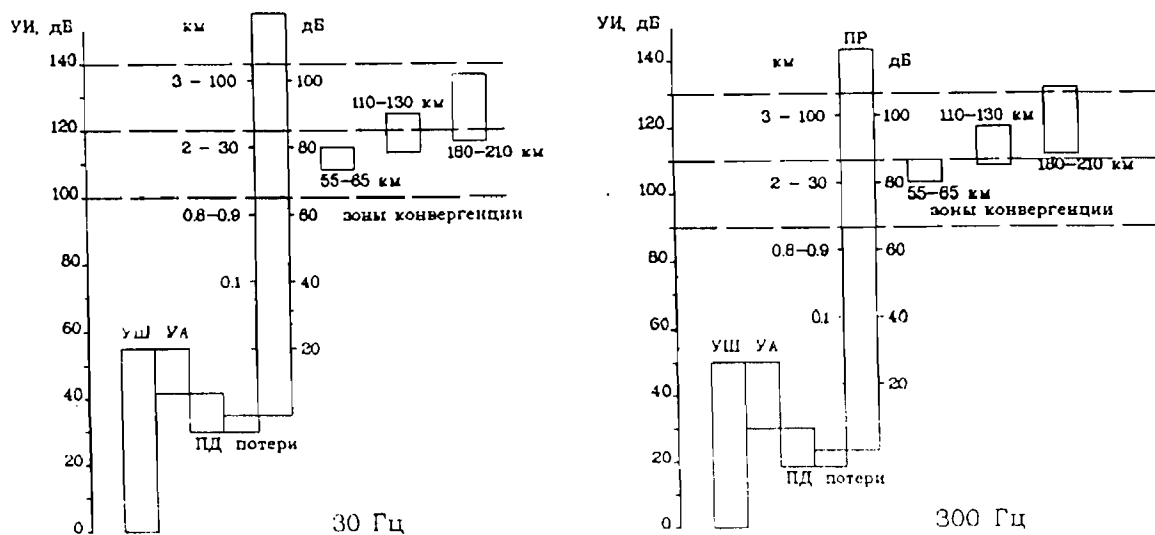 УИ, дБ
км
дБ
140
3 - 100
100
110-130 км
120
2 - 30
80
180-210 км
55-65 км
100
0.8-0.9
60
зоны конвергенции
80
0.1
40
60
УШ
УА
20
40
ПД
потери
20
0
30 Гц
УИ, дБ
ПР
км
дБ
140
3 - 100
100
110-130 км
120
180-210 км
2 - 30
80
55-65 км
100
зоны конвергенции
0.8-0.9
60
80
0.1
40
60
УШ
УА
20
40
ПД
потери
20
0
300 Гц